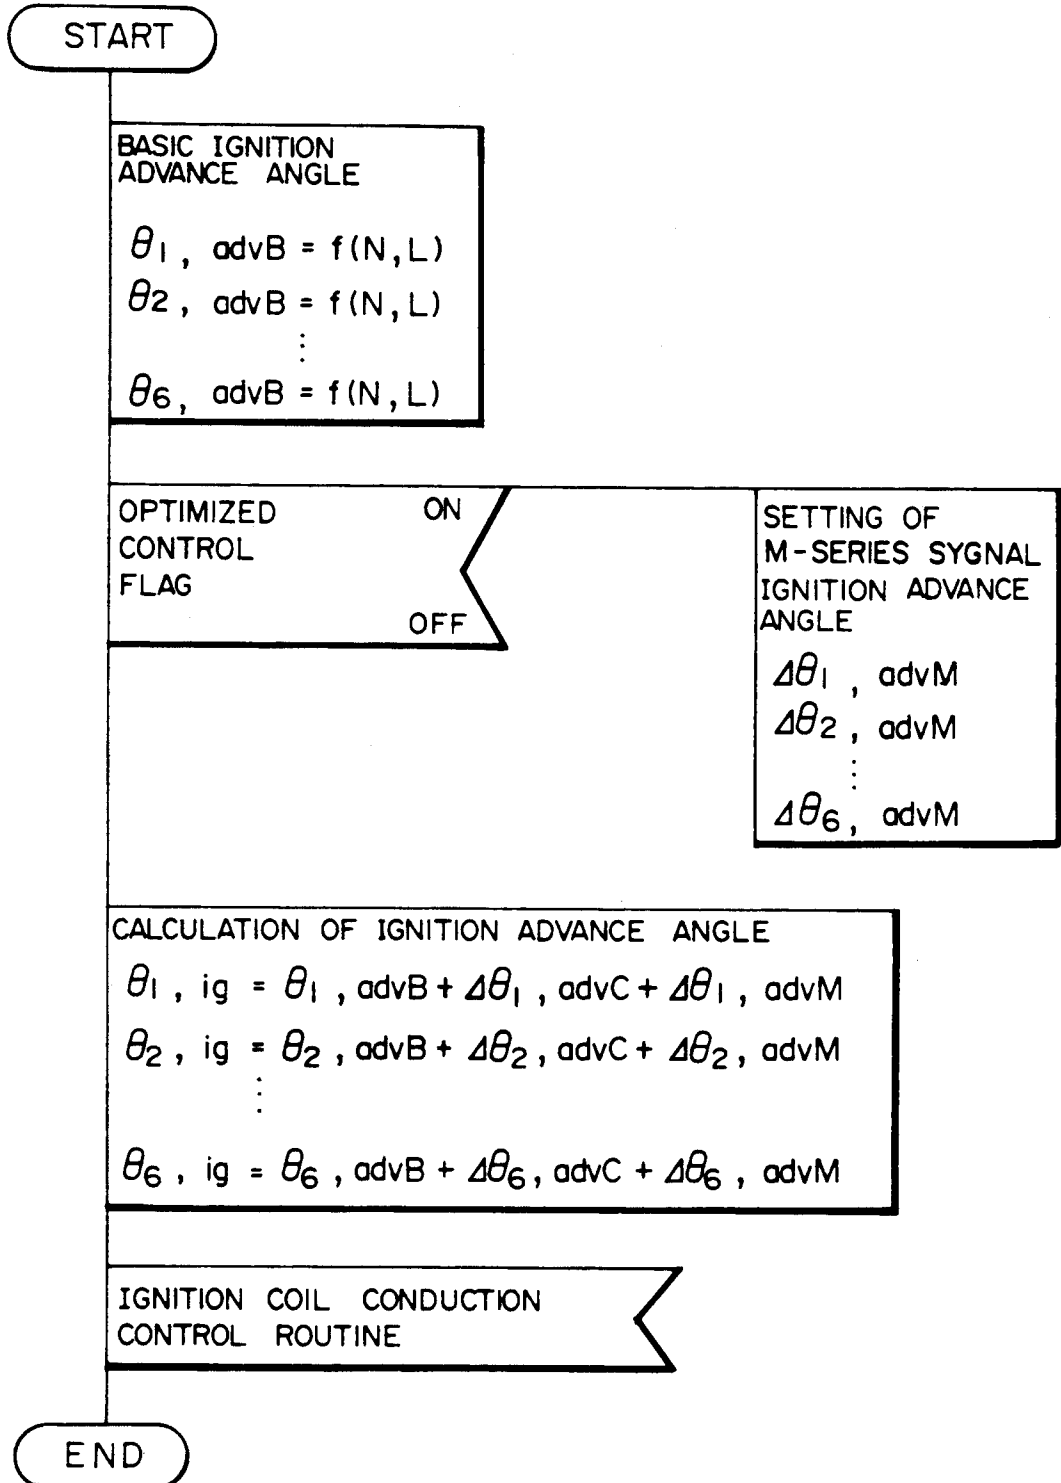 START
BASIC IGNITION
ADVANCE ANGLE
θ1, advB = f(N,L)
θ2, advB = f(N,L)
⋮
θ6, advB = f(N,L)
OPTIMIZED ON
CONTROL
FLAG
OFF
SETTING OF
M-SERIES SYGNAL
IGNITION ADVANCE
ANGLE
Δθ1, advM
Δθ2, advM
⋮
Δθ6, advM
CALCULATION OF IGNITION ADVANCE ANGLE
θ1, ig = θ1, advB + Δθ1, advC + Δθ1, advM
θ2, ig = θ2, advB + Δθ2, advC + Δθ2, advM
⋮
θ6, ig = θ6, advB + Δθ6, advC + Δθ6, advM
IGNITION COIL CONDUCTION
CONTROL ROUTINE
END